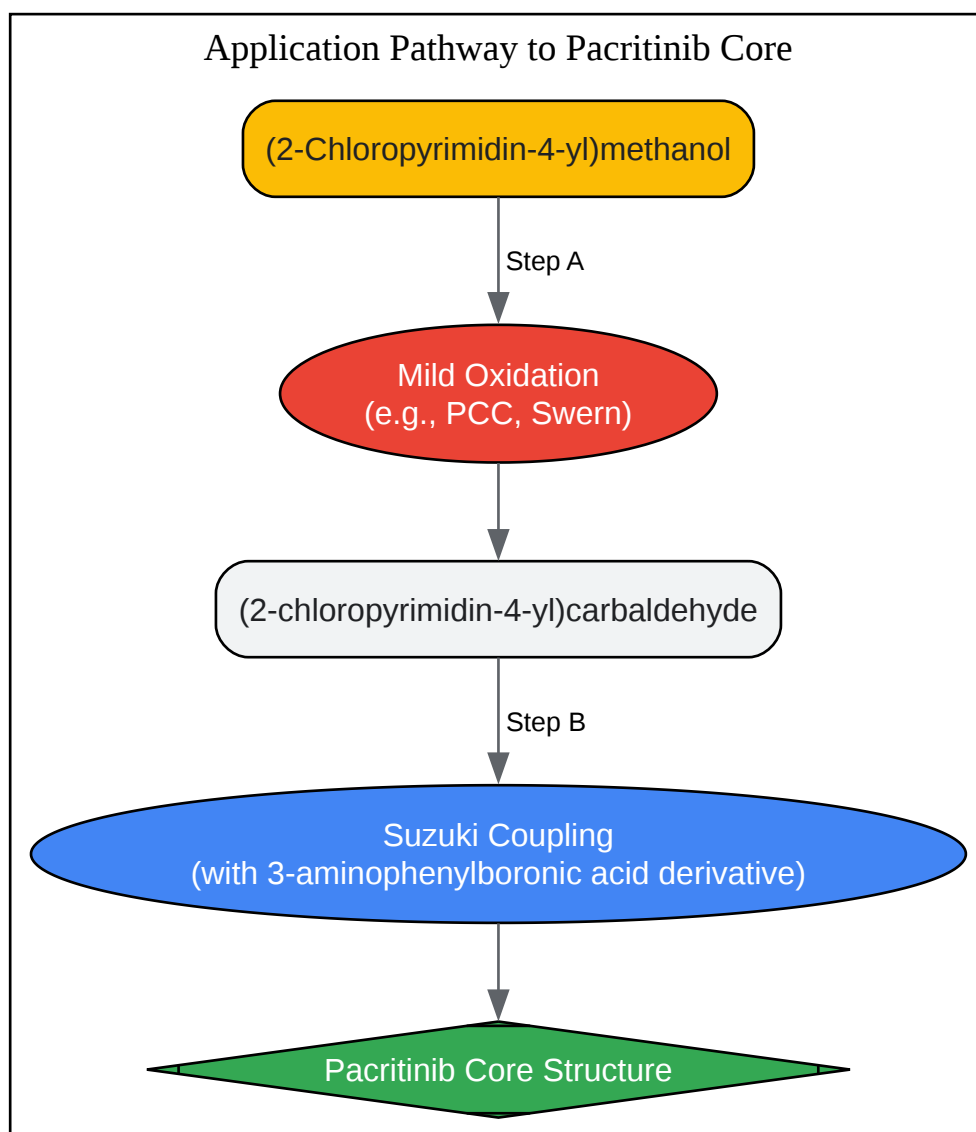 Application Pathway to Pacritinib Core
(2-Chloropyrimidin-4-yl)methanol
Step A
Mild Oxidation
(e.g., PCC, Swern)
(2-chloropyrimidin-4-yl)carbaldehyde
Step B
Suzuki Coupling
(with 3-aminophenylboronic acid derivative)
Pacritinib Core Structure